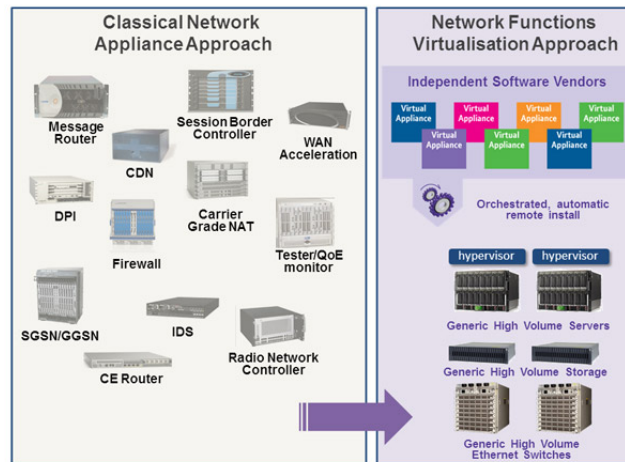 Classical Network
Appliance Approach
Message
Router
Session Border
Controller
WAN
Acceleration
CDN
DPI
Firewall
Carrier
Grade NAT
Tester/QoE
monitor
SGSN/GGSN
IDS
Radio Network
Controller
CE Router
Network Functions
Virtualisation Approach
Independent Software Vendors
Virtual
Appliance
Virtual
Appliance
Virtual
Appliance
Virtual
Appliance
Virtual
Appliance
Virtual
Appliance
Virtual
Appliance
Orchestrated, automatic
remote install
hypervisor
hypervisor
Generic High Volume Servers
Generic High Volume Storage
Generic High Volume
Ethernet Switches